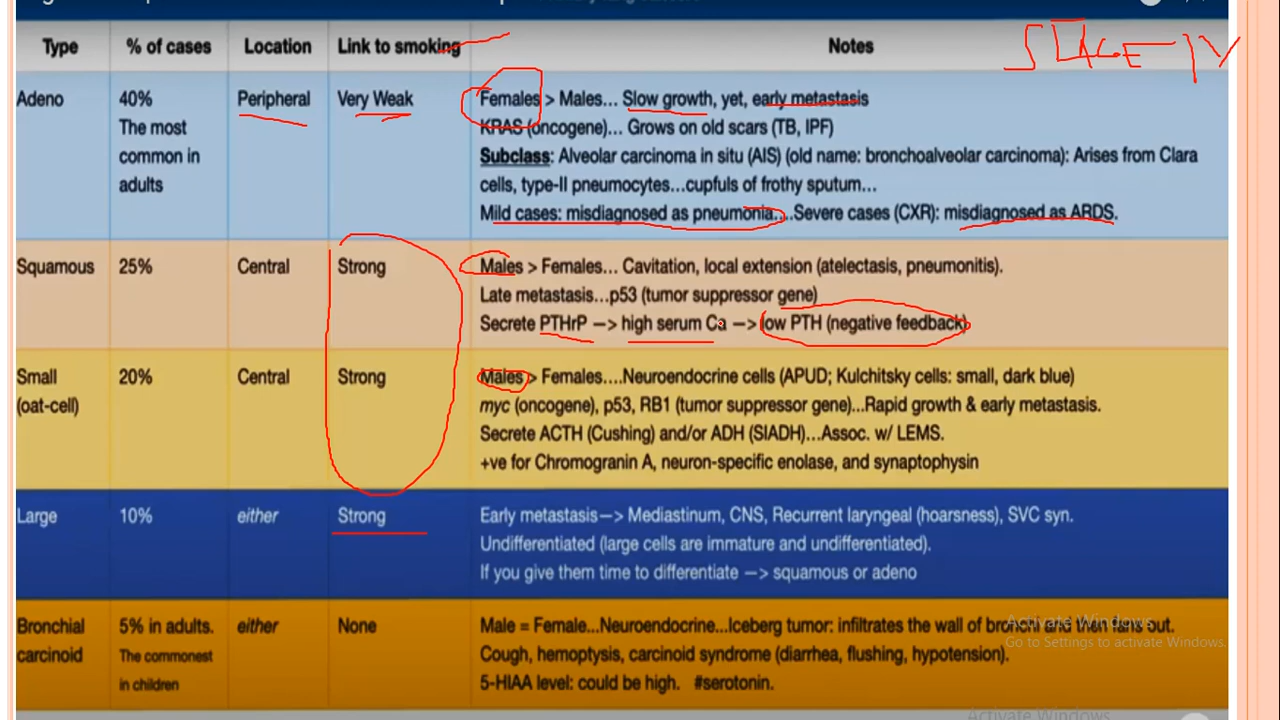 Type % of cases Location Link to smoking Notes
STAGE IV
Adeno 40% Peripheral Very Weak Females > Males... Slow growth, yet, early metastasis
The most KRAS (oncogene)... Grows on old scars (TB, IPF)
common in Subclass: Alveolar carcinoma in situ (AIS) (old name: bronchoalveolar carcinoma): Arises from Clara
adults cells, type-II pneumocytes...cupfuls of frothy sputum...
Mild cases: misdiagnosed as pneumonia....Severe cases (CXR): misdiagnosed as ARDS.
Squamous 25% Central Strong Males > Females... Cavitation, local extension (atelectasis, pneumonitis).
Late metastasis...p53 (tumor suppressor gene)
Secrete PTHrP —> high serum Ca —> low PTH (negative feedback)
Small 20% Central Strong Males > Females....Neuroendocrine cells (APUD; Kulchitsky cells: small, dark blue)
(oat-cell) myc (oncogene), p53, RB1 (tumor suppressor gene)...Rapid growth & early metastasis.
Secrete ACTH (Cushing) and/or ADH (SIADH)...Assoc. w/ LEMS.
+ve for Chromogranin A, neuron-specific enolase, and synaptophysin
Large 10% either Strong Early metastasis—> Mediastinum, CNS, Recurrent laryngeal (hoarsness), SVC syn.
Undifferentiated (large cells are immature and undifferentiated).
If you give them time to differentiate —> squamous or adeno
Bronchial 5% in adults. either None Male = Female...Neuroendocrine...Iceberg tumor: infiltrates the wall of out.
carcinoid The commonest Cough, hemoptysis, carcinoid syndrome (diarrhea, flushing, hypotension).
in children 5-HIAA level: could be high. #serotonin.
Activate Windows
Go to Settings to activate Windows.
Activate Windows